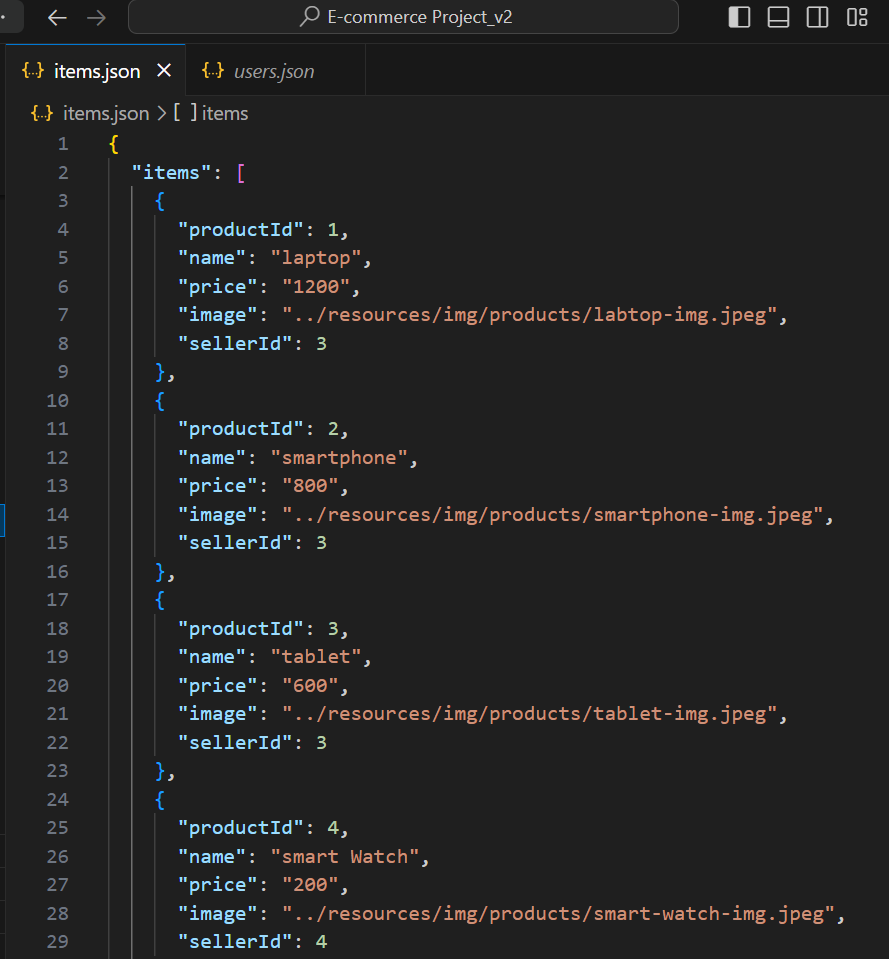 E-commerce Project_v2
{..} items.json ×
{..} users.json
{..} items.json > [ ] items
1 {
2 "items": [
3 {
4 "productId": 1,
5 "name": "laptop",
6 "price": "1200",
7 "image": "../resources/img/products/labtop-img.jpeg",
8 "sellerId": 3
9 },
10 {
11 "productId": 2,
12 "name": "smartphone",
13 "price": "800",
14 "image": "../resources/img/products/smartphone-img.jpeg",
15 "sellerId": 3
16 },
17 {
18 "productId": 3,
19 "name": "tablet",
20 "price": "600",
21 "image": "../resources/img/products/tablet-img.jpeg",
22 "sellerId": 3
23 },
24 {
25 "productId": 4,
26 "name": "smart Watch",
27 "price": "200",
28 "image": "../resources/img/products/smart-watch-img.jpeg",
29 "sellerId": 4